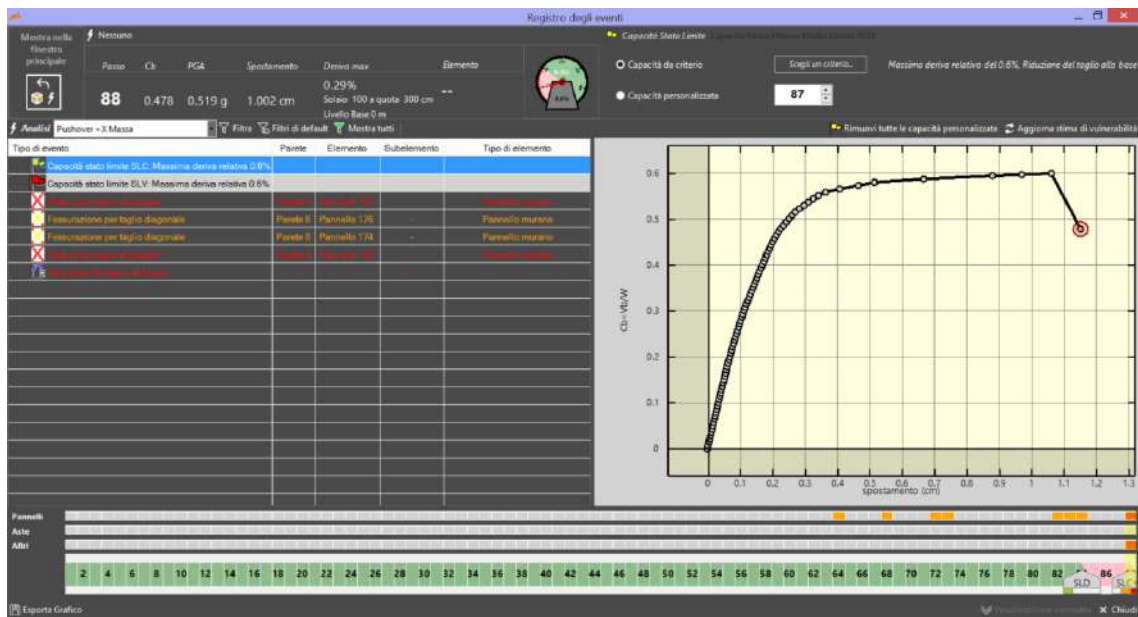 Registro degli eventi
Mostra nella finestra principale
Nessuno
Passo Cb PGA Spostamento Deriva max Elemento
88 0.478 0.519 g 1.002 cm 0.29% --
Solaio 100 a quota 300 cm
Livello Base 0 m
Capacità Stato Limite
Capacità da criterio
Scegli un criterio...
Massima deriva relativa del 0.6%, Riduzione del taglio alla base
Capacità personalizzata
87
Analisi Pushover +X Massa Filtra Filtri di default Mostra tutti
Rimuovi tutte le capacità personalizzate Aggiorna stima di vulnerabilità
Tipo di evento Parete Elemento Subelemento Tipo di elemento
Capacità stato limite SLC: Massima deriva relativa 0.6%
Capacità stato limite SLV: Massima deriva relativa 0.6%
Fessurazione per taglio diagonale Parete 6 Pannello 176 - Pannello murario
Fessurazione per taglio diagonale Parete 6 Pannello 174 - Pannello murario
Cb=Vb/W
0.6
0.5
0.4
0.3
0.2
0.1
0
0 0.1 0.2 0.3 0.4 0.5 0.6 0.7 0.8 0.9 1 1.1 1.2 1.3
spostamento (cm)
Pannelli
Aste
Altri
2 4 6 8 10 12 14 16 18 20 22 24 26 28 30 32 34 36 38 40 42 44 46 48 50 52 54 56 58 60 62 64 66 68 70 72 74 76 78 80 82 86
SLD SLC
Esporta Grafico
Chiudi